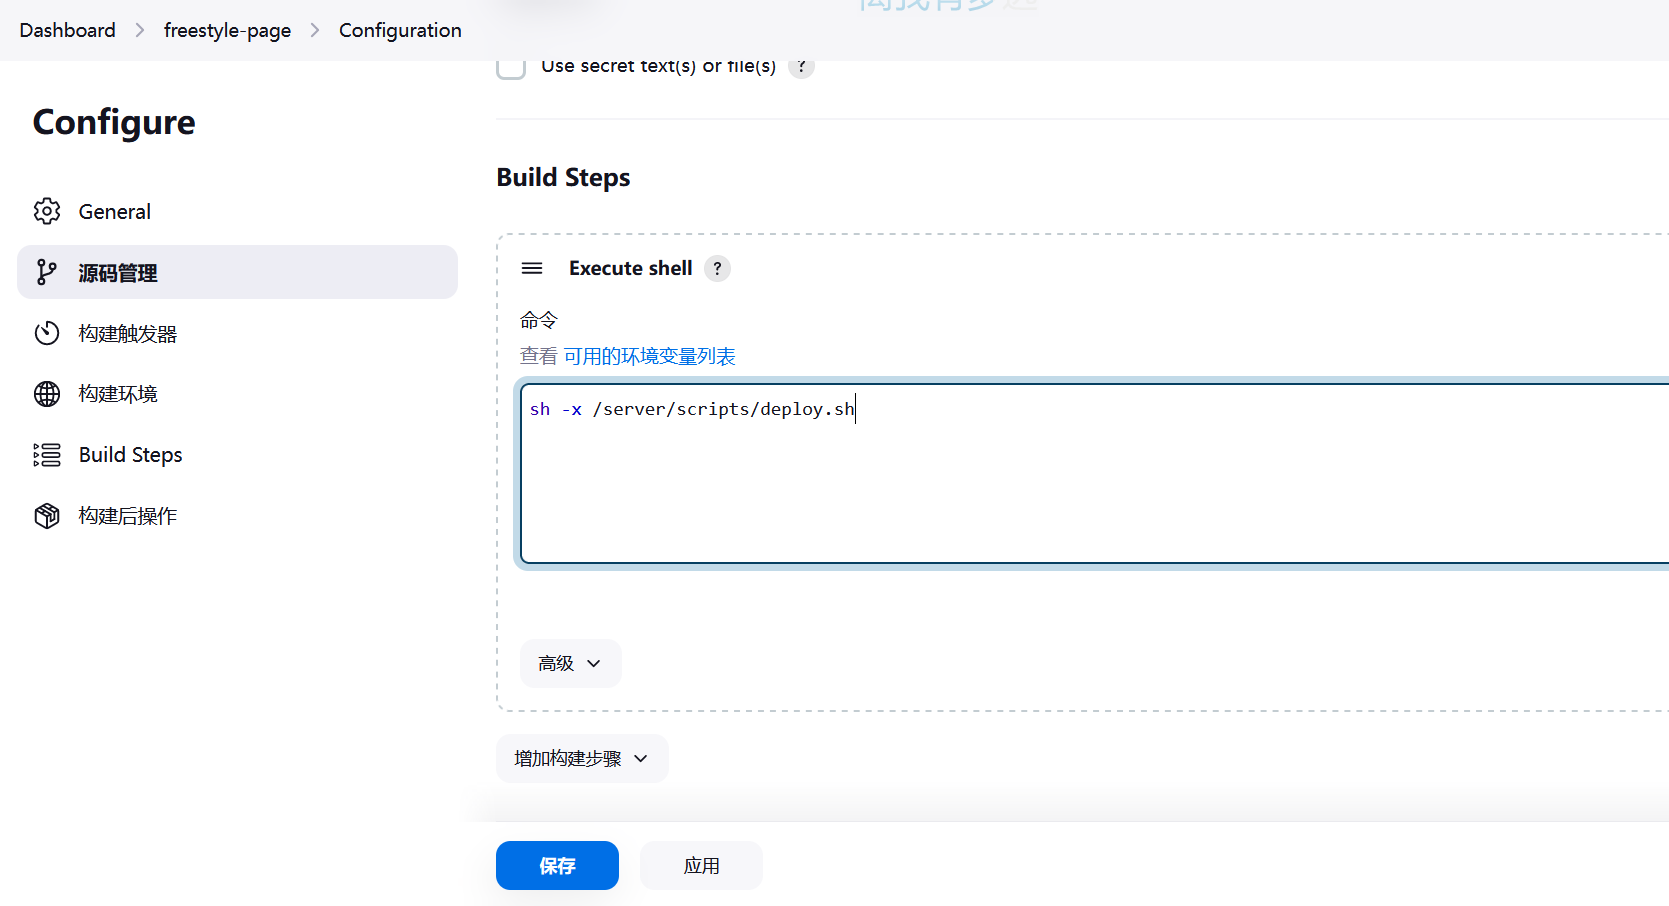 Dashboard > freestyle-page > Configuration
Use secret text(s) or file(s) ?
Configure
General
源码管理
构建触发器
构建环境
Build Steps
构建后操作
Build Steps
Execute shell ?
命令
查看 可用的环境变量列表
sh -x /server/scripts/deploy.sh
高级
增加构建步骤
保存
应用